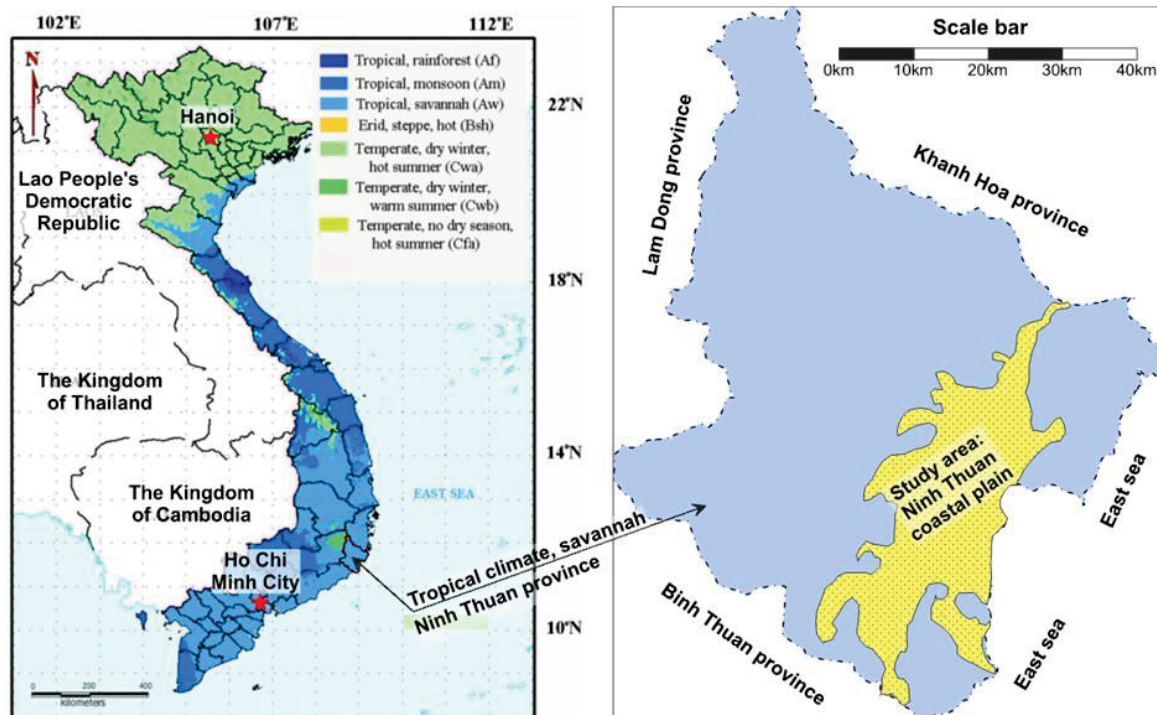 102°E
107°E
112°E
N
Tropical, rainforest (Af)
Tropical, monsoon (Am)
Tropical, savannah (Aw)
Erid, steppe, hot (Bsh)
Temperate, dry winter,
hot summer (Cwa)
Temperate, dry winter,
warm summer (Cwb)
Temperate, no dry season,
hot summer (Cfa)
22°N
18°N
14°N
10°N
Hanoi
Lao People's
Democratic
Republic
LAOS
The Kingdom
of Thailand
The Kingdom
of Cambodia
EAST SEA
Ho Chi
Minh City
0 200 400
kilometers
Tropical climate, savannah
Ninh Thuan province
Scale bar
0km 10km 20km 30km 40km
Lam Dong province
Khanh Hoa province
Study area:
Ninh Thuan
coastal plain
East sea
Binh Thuan province
East sea